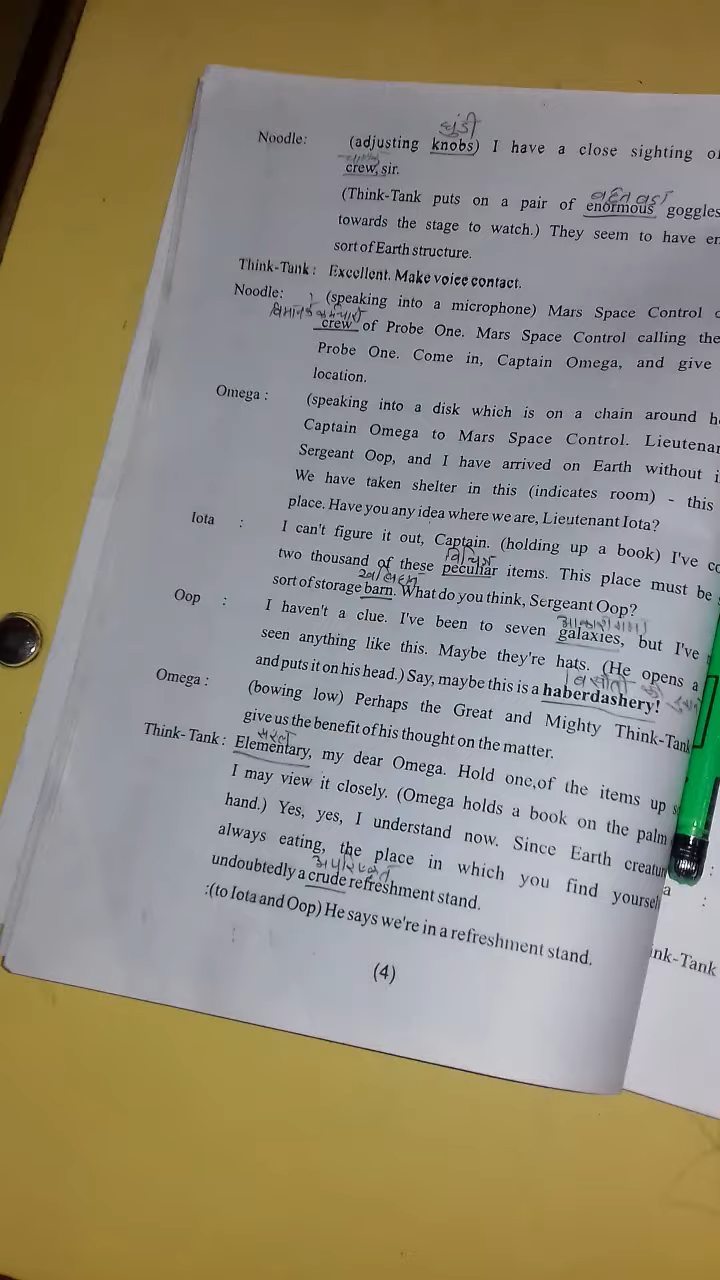 घुंडी
Noodle: (adjusting knobs) I have a close sighting of
crew, sir.
बहुत बड़ा
(Think-Tank puts on a pair of enormous goggles
towards the stage to watch.) They seem to have en
sort of Earth structure.
Think-Tank : Excellent. Make voice contact.
Noodle: : (speaking into a microphone) Mars Space Control c
crew of Probe One. Mars Space Control calling the
Probe One. Come in, Captain Omega, and give
location.
Omega : (speaking into a disk which is on a chain around he
Captain Omega to Mars Space Control. Lieutenan
Sergeant Oop, and I have arrived on Earth without i
We have taken shelter in this (indicates room) - this
place. Have you any idea where we are, Lieutenant Iota?
Iota : I can't figure it out, Captain. (holding up a book) I've co
विचित्र
two thousand of these peculiar items. This place must be s
sort of storage barn. What do you think, Sergeant Oop?
Oop : I haven't a clue. I've been to seven galaxies, but I've
seen anything like this. Maybe they're hats. (He opens a
and puts it on his head.) Say, maybe this is a haberdashery!
Omega : (bowing low) Perhaps the Great and Mighty Think-Tank
give us the benefit of his thought on the matter.
सरल
Think-Tank : Elementary, my dear Omega. Hold one,of the items up s
I may view it closely. (Omega holds a book on the palm
hand.) Yes, yes, I understand now. Since Earth creatur
always eating, the place in which you find yoursel
अपरिष्कृत
undoubtedly a crude refreshment stand.
:(to Iota and Oop) He says we're in a refreshment stand.
(4)
a :
:
ink-Tank